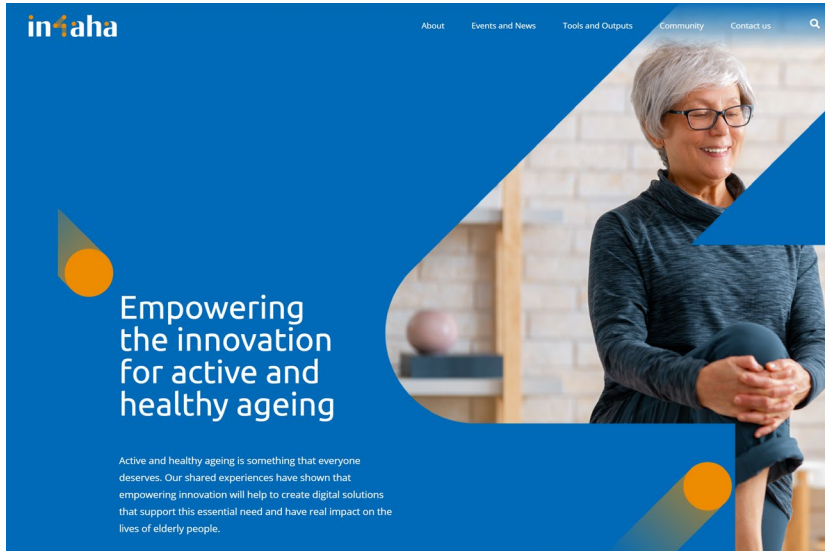 in4aha
About
Events and News
Tools and Outputs
Community
Contact us
Empowering
the innovation
for active and
healthy ageing
Active and healthy ageing is something that everyone
deserves. Our shared experiences have shown that
empowering innovation will help to create digital solutions
that support this essential need and have real impact on the
lives of elderly people.